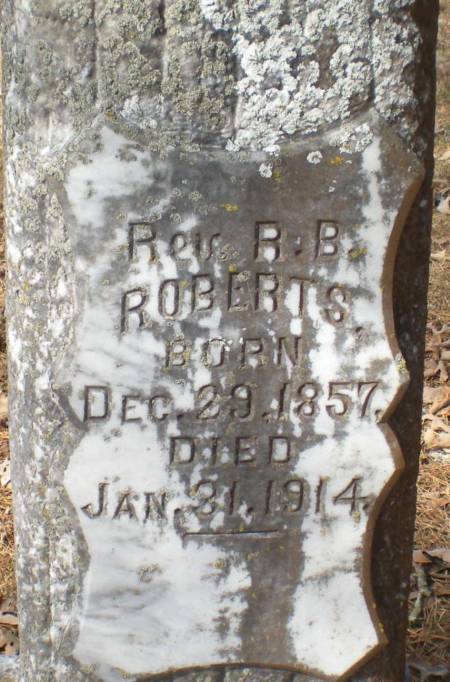 Rev. R. B.
ROBERTS,
BORN
DEC. 29, 1857,
DIED
JAN. 31, 1914.